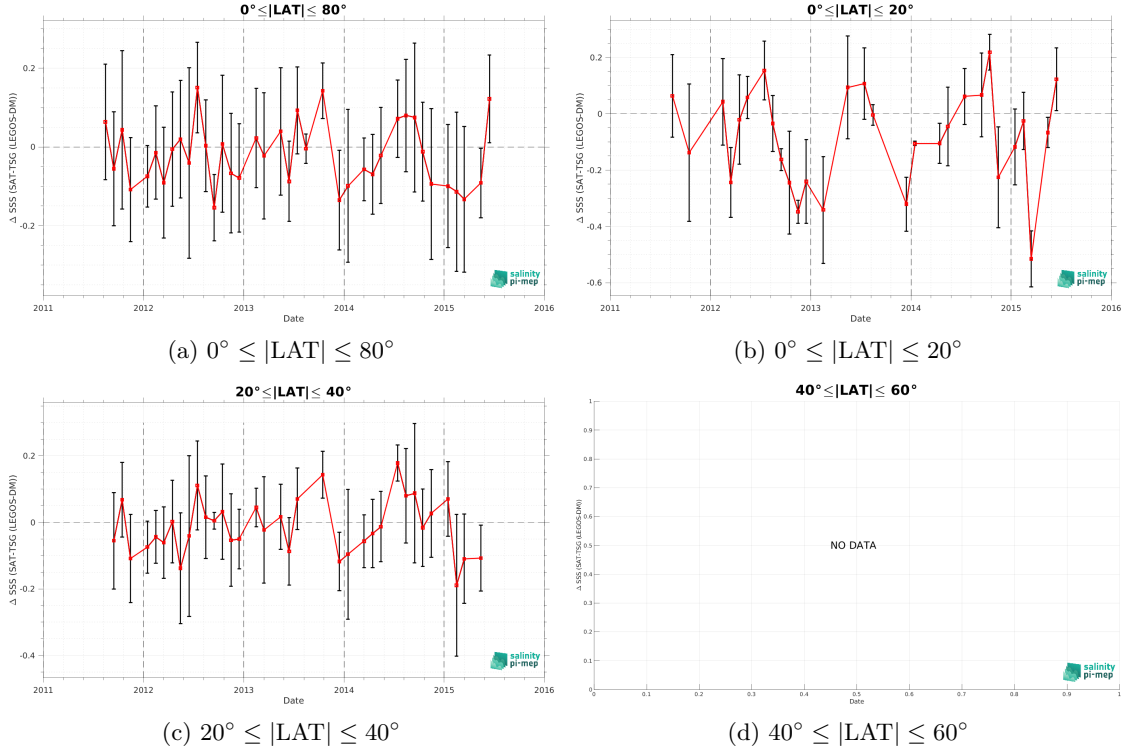 0°≤|LAT|≤ 80°
Δ SSS (SAT-TSG (LEGOS-DM))
0.2
0
-0.2
salinity
pi-mep
2011 2012 2013 2014 2015 2016
Date
(a) 0° ≤ |LAT| ≤ 80°
0°≤|LAT|≤ 20°
Δ SSS (SAT-TSG (LEGOS-DM))
0.2
0
-0.2
-0.4
-0.6
salinity
pi-mep
2011 2012 2013 2014 2015 2016
Date
(b) 0° ≤ |LAT| ≤ 20°
20°≤|LAT|≤ 40°
Δ SSS (SAT-TSG (LEGOS-DM))
0.2
0
-0.2
-0.4
salinity
pi-mep
2011 2012 2013 2014 2015 2016
Date
(c) 20° ≤ |LAT| ≤ 40°
40°≤|LAT|≤ 60°
Δ SSS (SAT-TSG (LEGOS-DM))
1
0.9
0.8
0.7
0.6
0.5
0.4
0.3
0.2
0.1
0
NO DATA
salinity
pi-mep
0 0.1 0.2 0.3 0.4 0.5 0.6 0.7 0.8 0.9 1
Date
(d) 40° ≤ |LAT| ≤ 60°